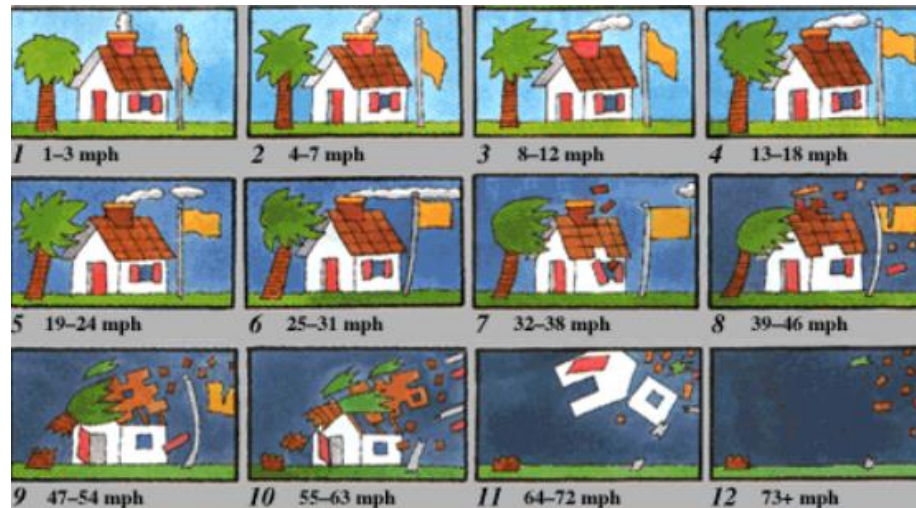 1 1–3 mph
2 4–7 mph
3 8–12 mph
4 13–18 mph
5 19–24 mph
6 25–31 mph
7 32–38 mph
8 39–46 mph
9 47–54 mph
10 55–63 mph
11 64–72 mph
12 73+ mph